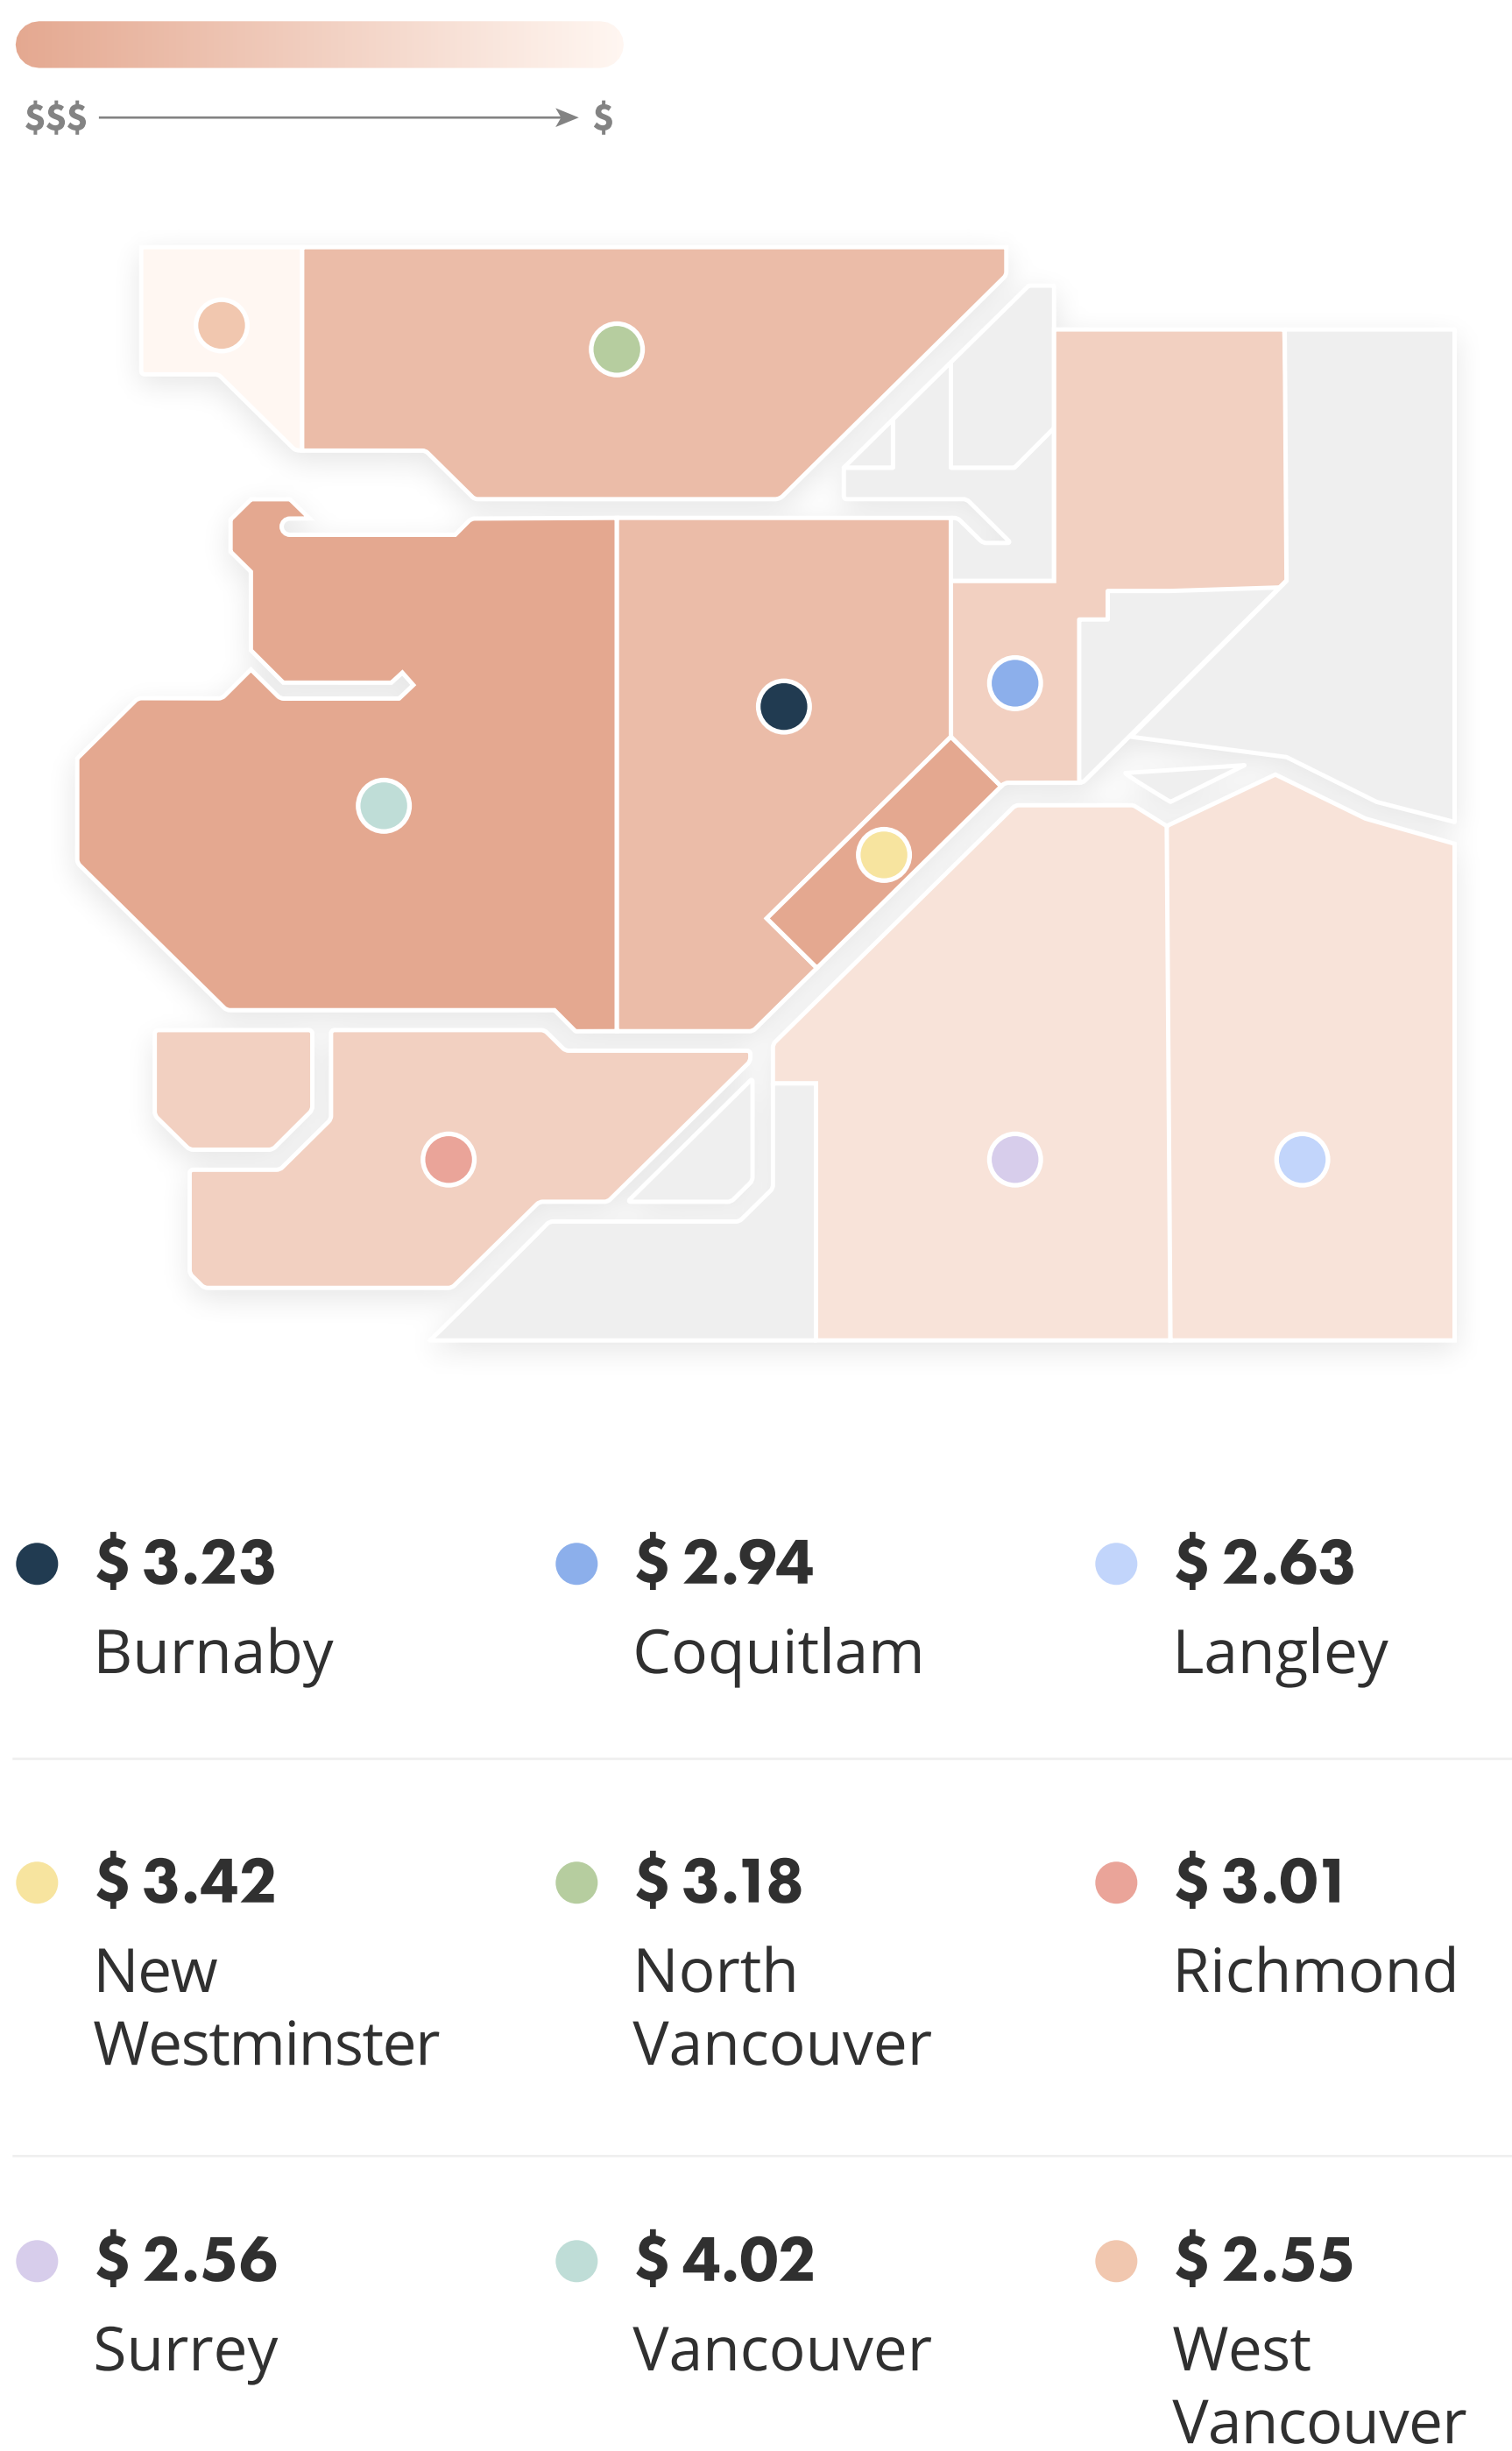 $$$ $
$ 3.23 $ 2.94 $ 2.63
Burnaby Coquitlam Langley
$ 3.42 $ 3.18 $ 3.01
New North Richmond
Westminster Vancouver
$ 2.56 $ 4.02 $ 2.55
Surrey Vancouver West
Vancouver